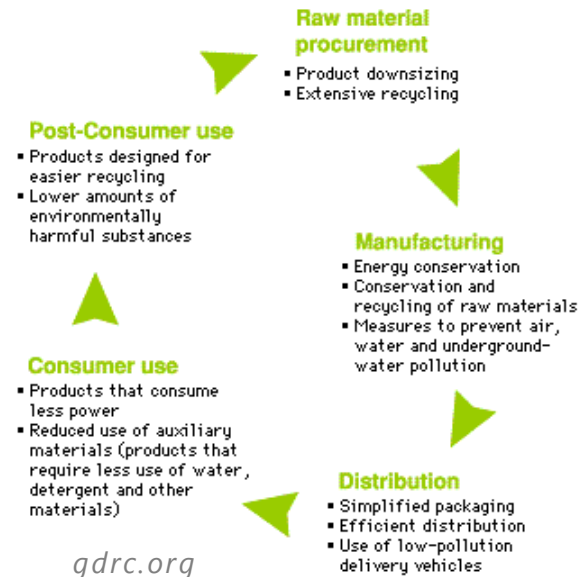 Raw material
procurement
▪ Product downsizing
▪ Extensive recycling
Manufacturing
▪ Energy conservation
▪ Conservation and
recycling of raw materials
▪ Measures to prevent air,
water and underground-
water pollution
Distribution
▪ Simplified packaging
▪ Efficient distribution
▪ Use of low-pollution
delivery vehicles
Consumer use
▪ Products that consume
less power
▪ Reduced use of auxiliary
materials (products that
require less use of water,
detergent and other
materials)
Post-Consumer use
▪ Products designed for
easier recycling
▪ Lower amounts of
environmentally
harmful substances
gdrc.org